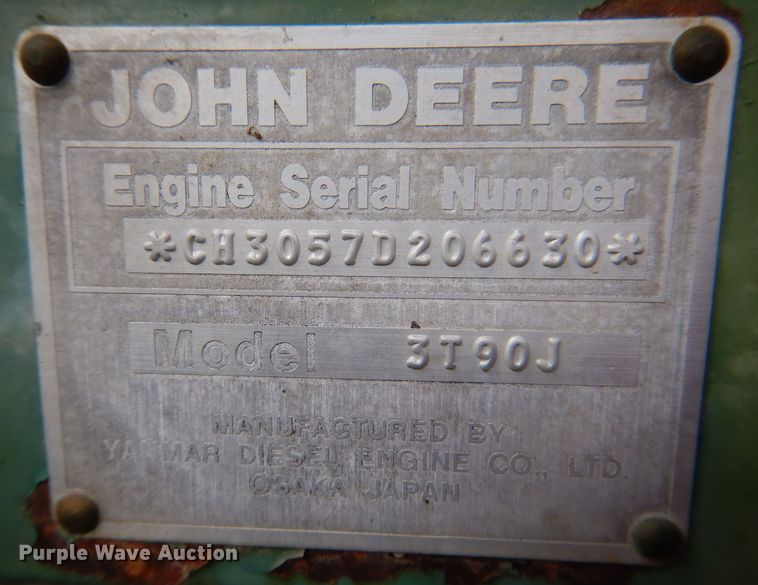 JOHN DEERE
Engine Serial Number
*CH3057D206630*
Model 3T90J
MANUFACTURED BY
YANMAR DIESEL ENGINE CO., LTD.
OSAKA JAPAN
Purple Wave Auction